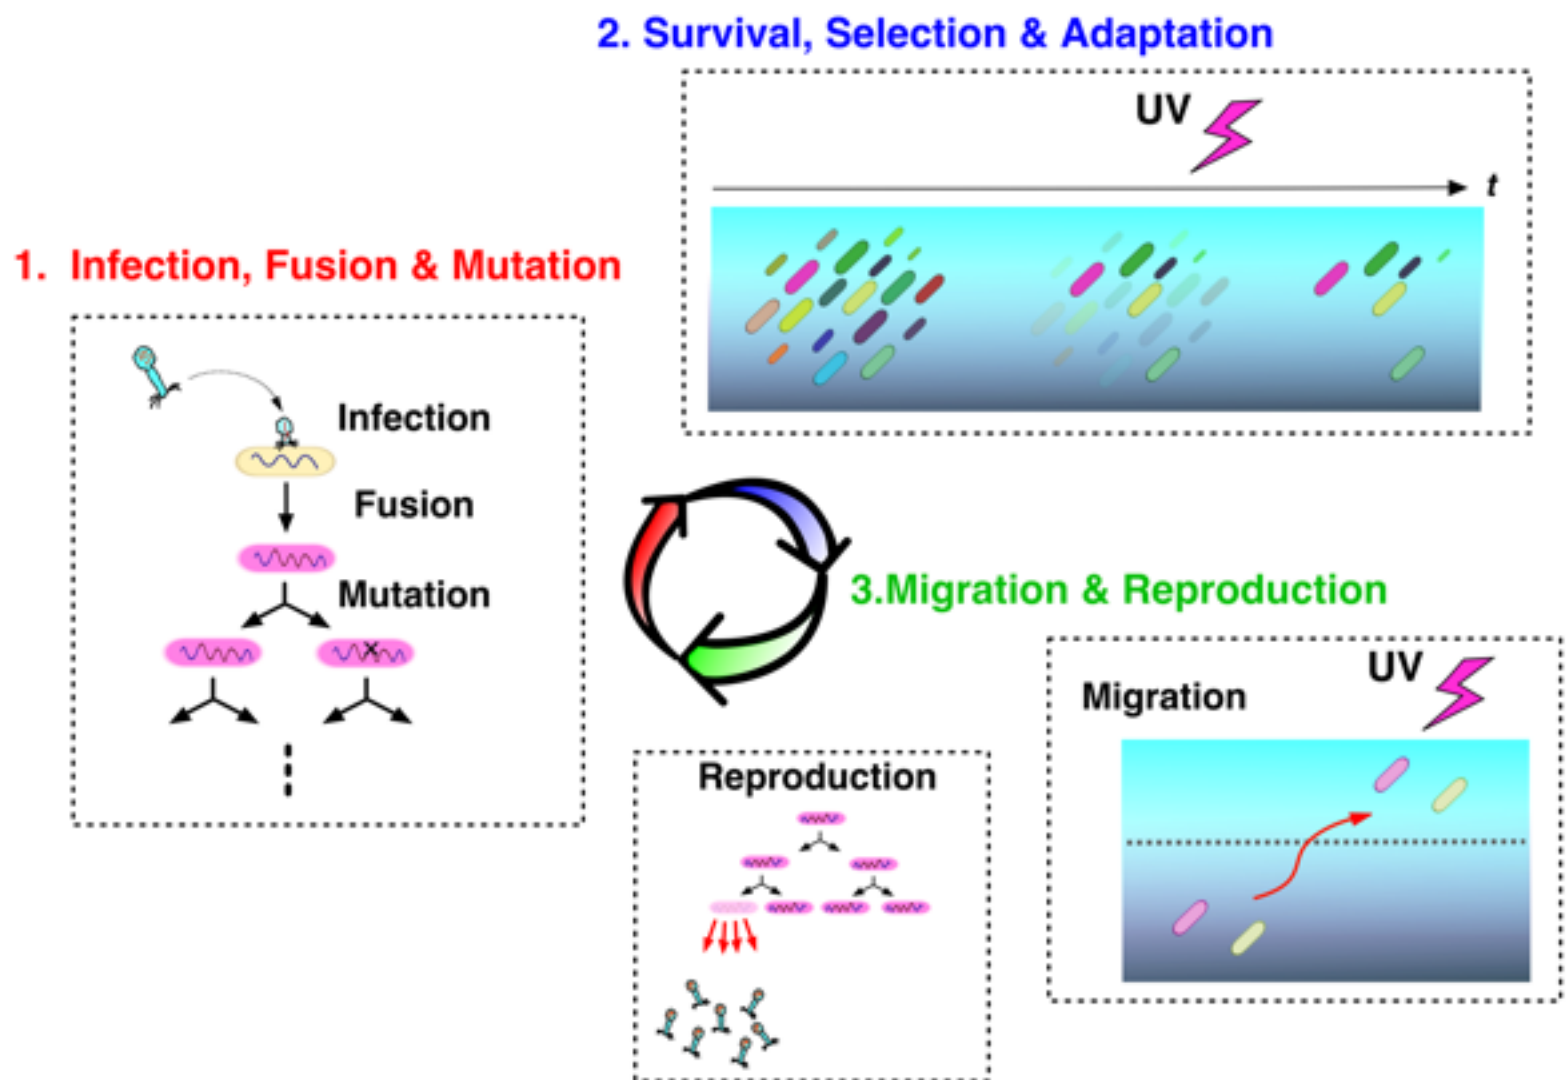 2. Survival, Selection & Adaptation
UV
t
1. Infection, Fusion & Mutation
Infection
Fusion
Mutation
3.Migration & Reproduction
UV
Migration
Reproduction